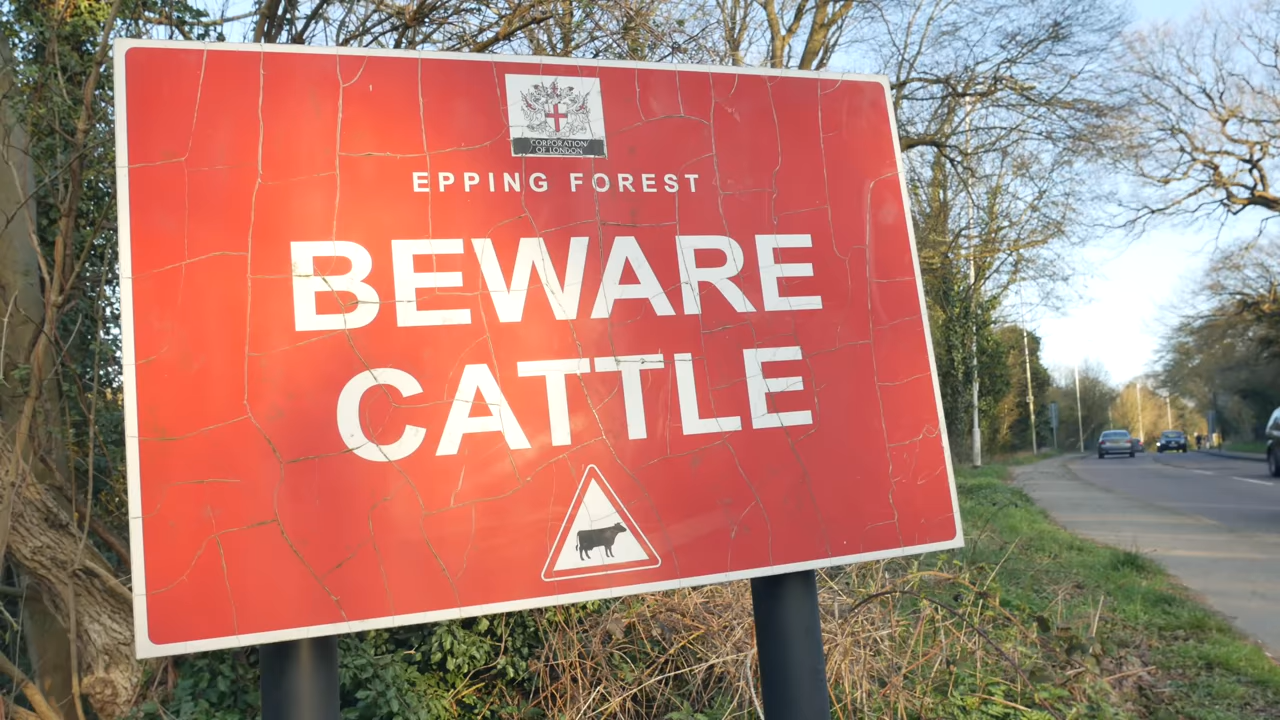 CORPORATION
OF LONDON
EPPING FOREST
BEWARE
CATTLE